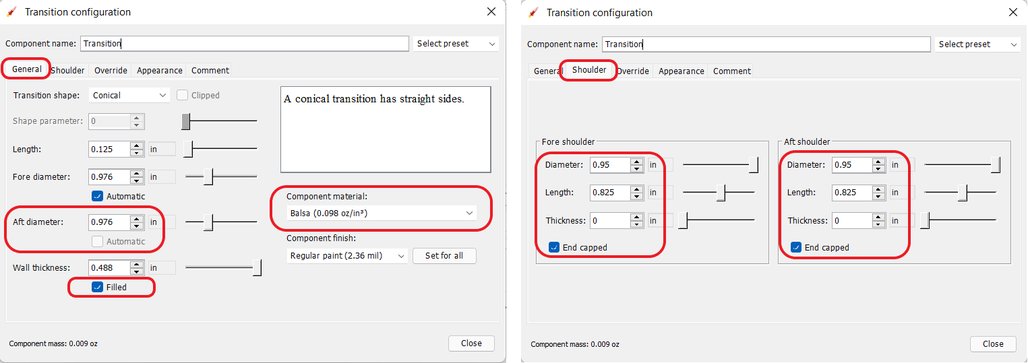 Transition configuration
Component name: Transition Select preset
General Shoulder Override Appearance Comment
Transition shape: Conical Clipped
Shape parameter: 0
Length: 0.125 in
Fore diameter: 0.976 in
Automatic
Aft diameter: 0.976 in
Automatic
Wall thickness: 0.488 in
Filled
A conical transition has straight sides.
Component material:
Balsa (0.098 oz/in³)
Component finish:
Regular paint (2.36 mil) Set for all
Component mass: 0.009 oz Close
Transition configuration
Component name: Transition Select preset
General Shoulder Override Appearance Comment
Fore shoulder
Diameter: 0.95 in
Length: 0.825 in
Thickness: 0 in
End capped
Aft shoulder
Diameter: 0.95 in
Length: 0.825 in
Thickness: 0 in
End capped
Component mass: 0.009 oz Close